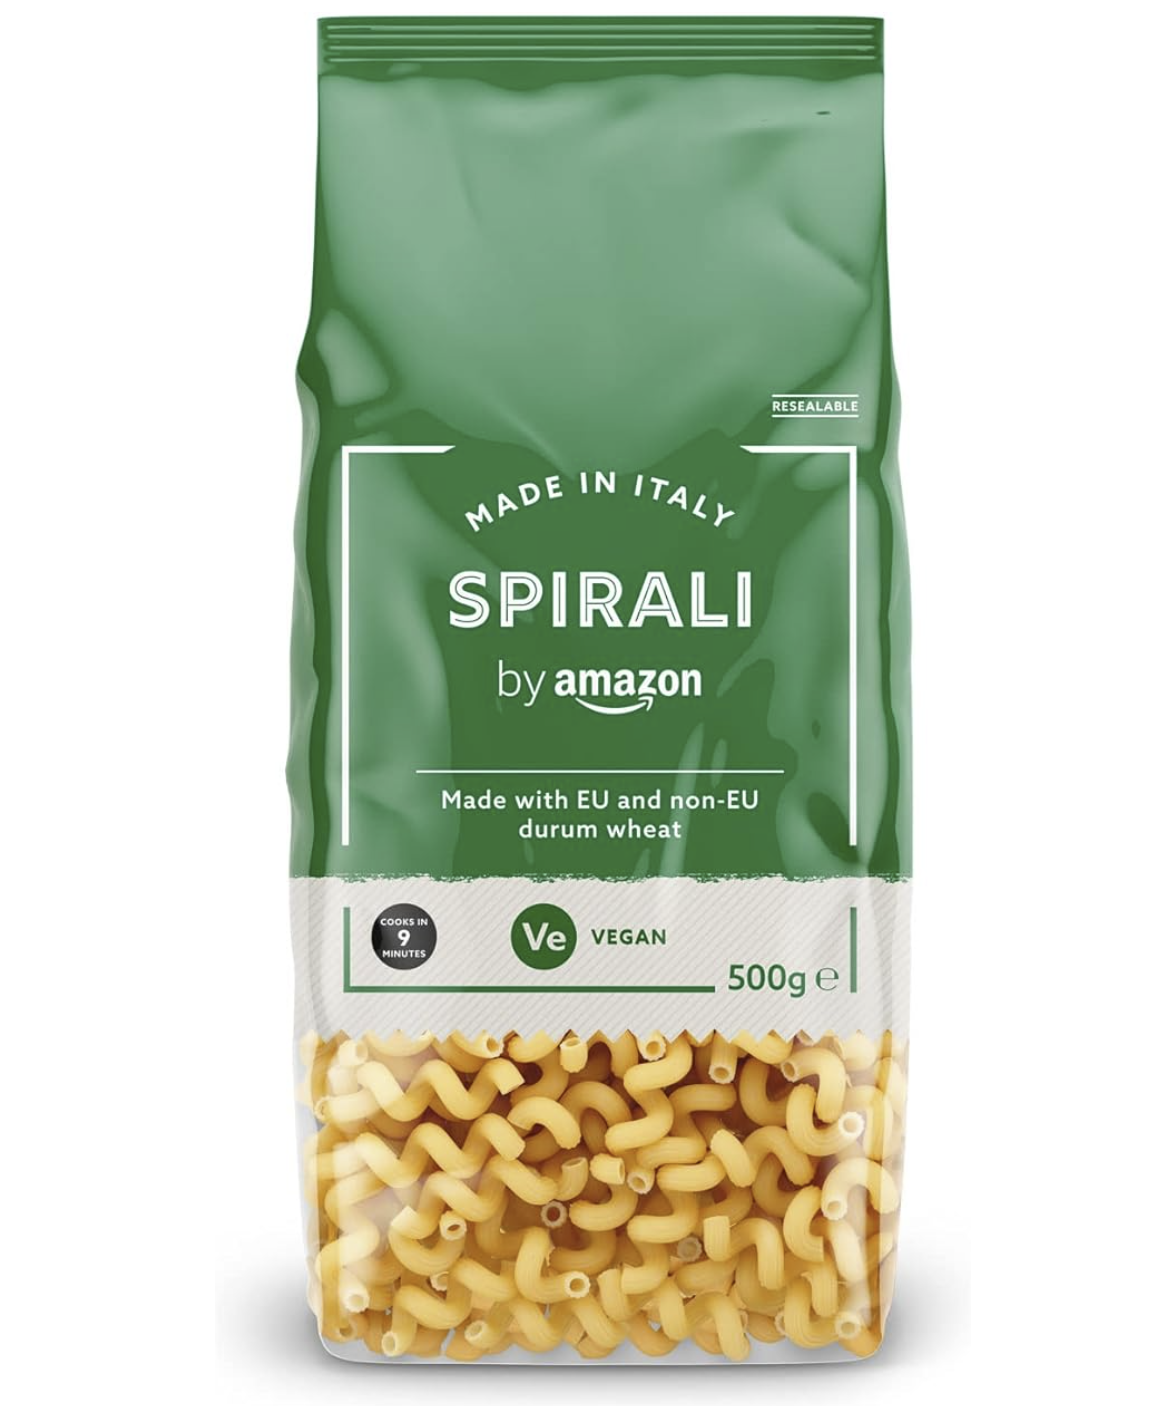 RESEALABLE
MADE IN ITALY
SPIRALI
by amazon
Made with EU and non-EU
durum wheat
COOKS IN
9
MINUTES
Ve VEGAN
500g ℮